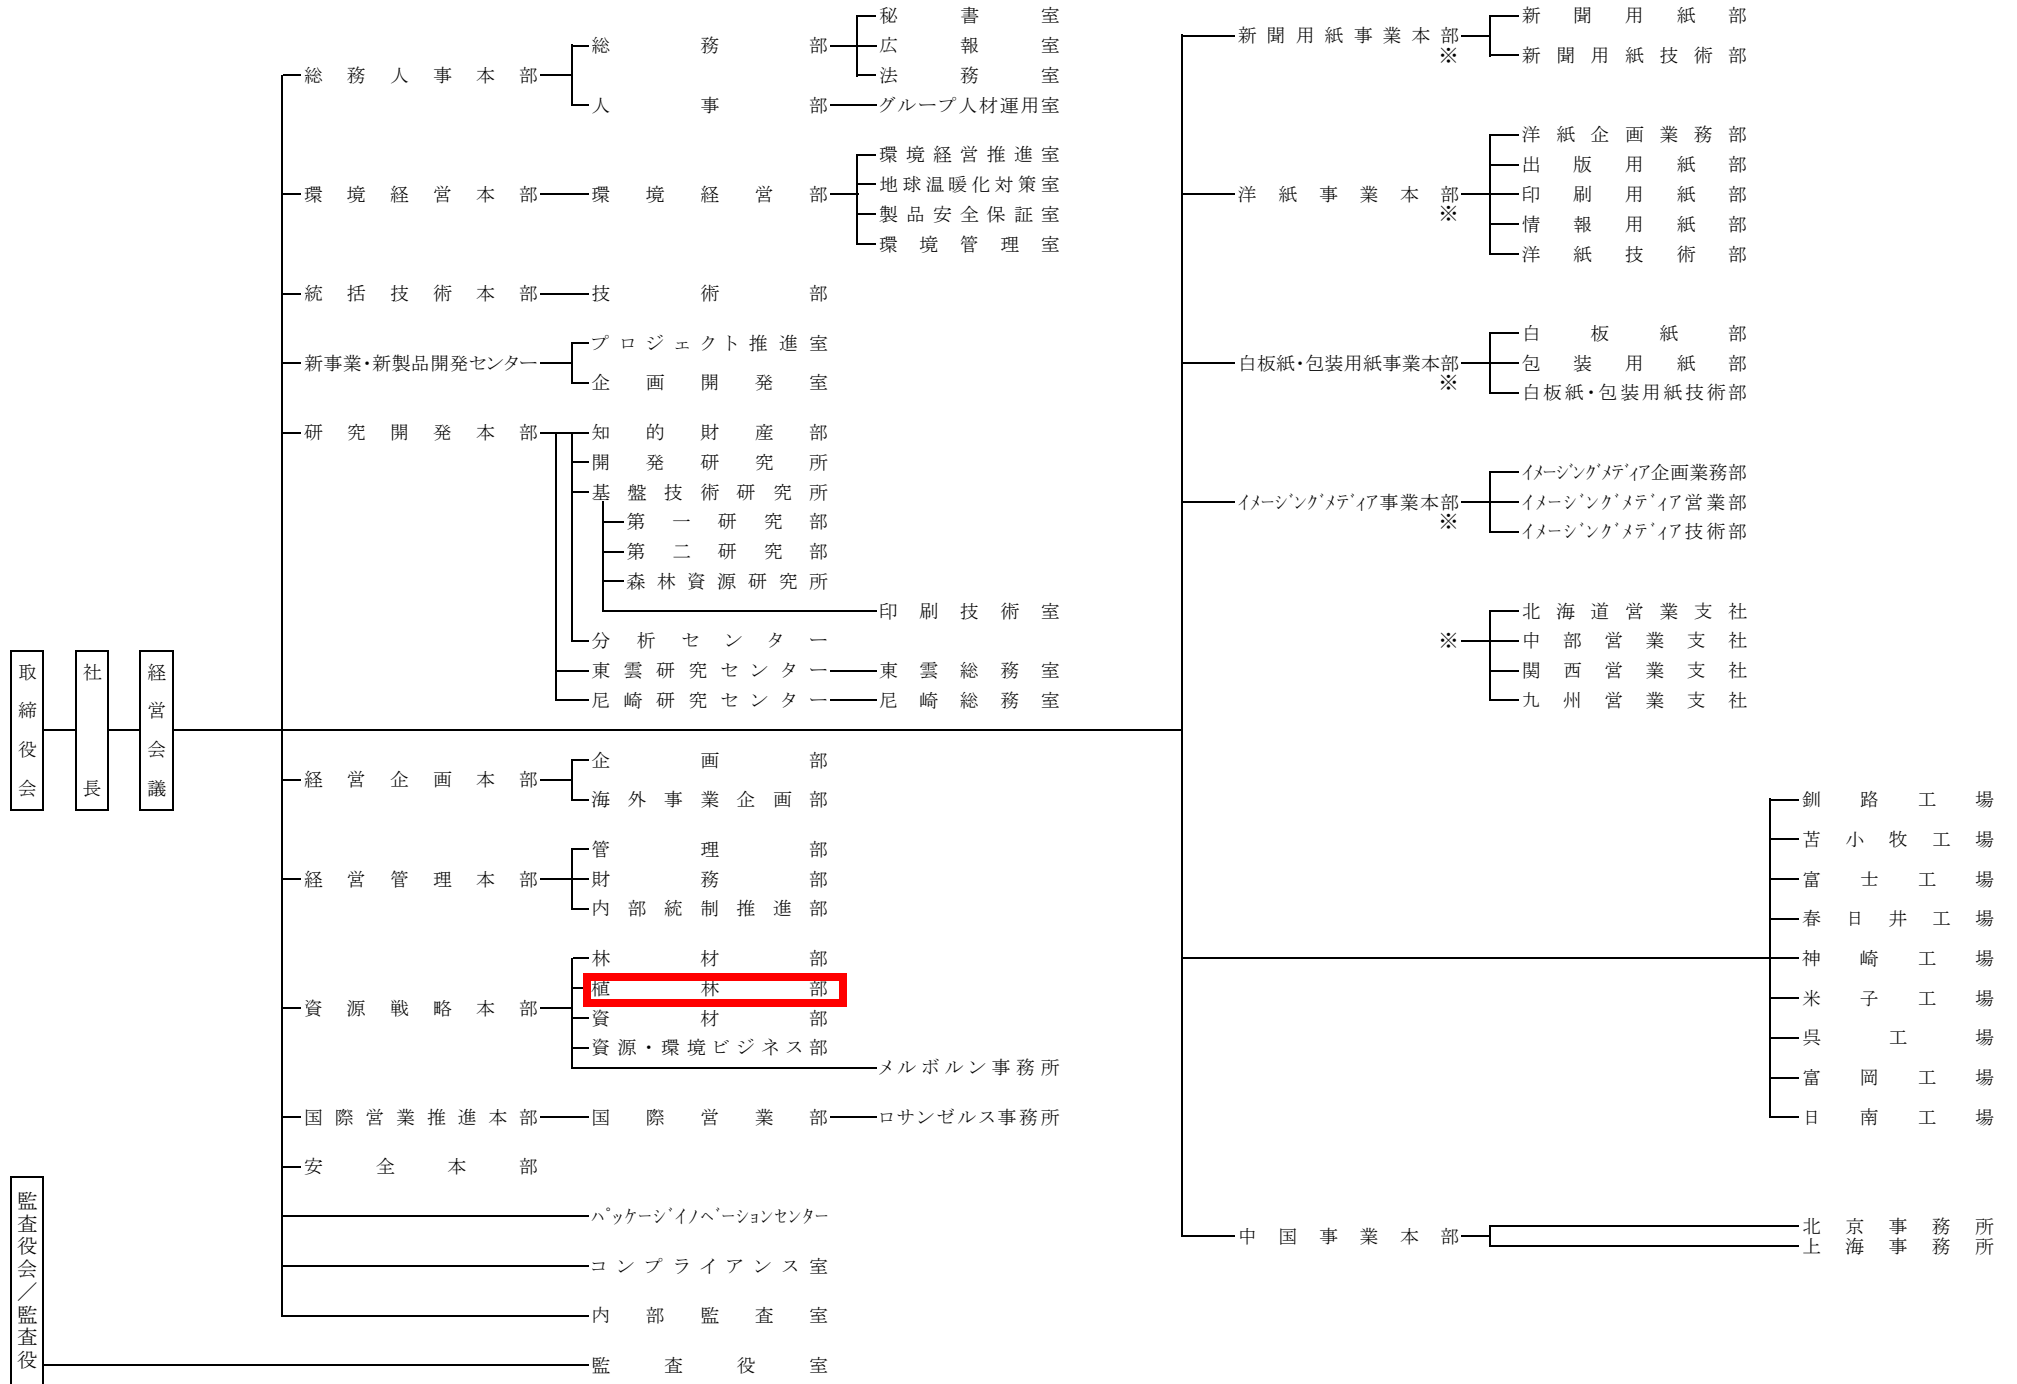 取締役会
社長
経営会議
監査役会／監査役
総務人事本部
総務部
秘書室
広報室
法務室
人事部
グループ人材運用室
環境経営本部
環境経営部
環境経営推進室
地球温暖化対策室
製品安全保証室
環境管理室
統括技術本部
技術部
新事業・新製品開発センター
プロジェクト推進室
企画開発室
研究開発本部
知的財産部
開発研究所
基盤技術研究所
第一研究部
第二研究部
森林資源研究所
印刷技術室
分析センター
東雲研究センター
東雲総務室
尼崎研究センター
尼崎総務室
経営企画本部
企画部
海外事業企画部
経営管理本部
管理部
財務部
内部統制推進部
資源戦略本部
林材部
植林部
資材部
資源・環境ビジネス部
メルボルン事務所
国際営業推進本部
国際営業部
ロサンゼルス事務所
安全本部
ﾊﾟッケージイノベーションセンター
コンプライアンス室
内部監査室
監査役室
新聞用紙事業本部
※
新聞用紙部
新聞用紙技術部
洋紙事業本部
※
洋紙企画業務部
出版用紙部
印刷用紙部
情報用紙部
洋紙技術部
白板紙・包装用紙事業本部
※
白板紙部
包装用紙部
白板紙・包装用紙技術部
ｲﾒｰｼﾞﾝｸﾞﾒﾃﾞｨｱ事業本部
※
ｲﾒｰｼﾞﾝｸﾞﾒﾃﾞｨｱ企画業務部
ｲﾒｰｼﾞﾝｸﾞﾒﾃﾞｨｱ営業部
ｲﾒｰｼﾞﾝｸﾞﾒﾃﾞｨｱ技術部
※
北海道営業支社
中部営業支社
関西営業支社
九州営業支社
釧路工場
苫小牧工場
富士工場
春日井工場
神崎工場
米子工場
呉工場
富岡工場
日南工場
中国事業本部
北京事務所
上海事務所